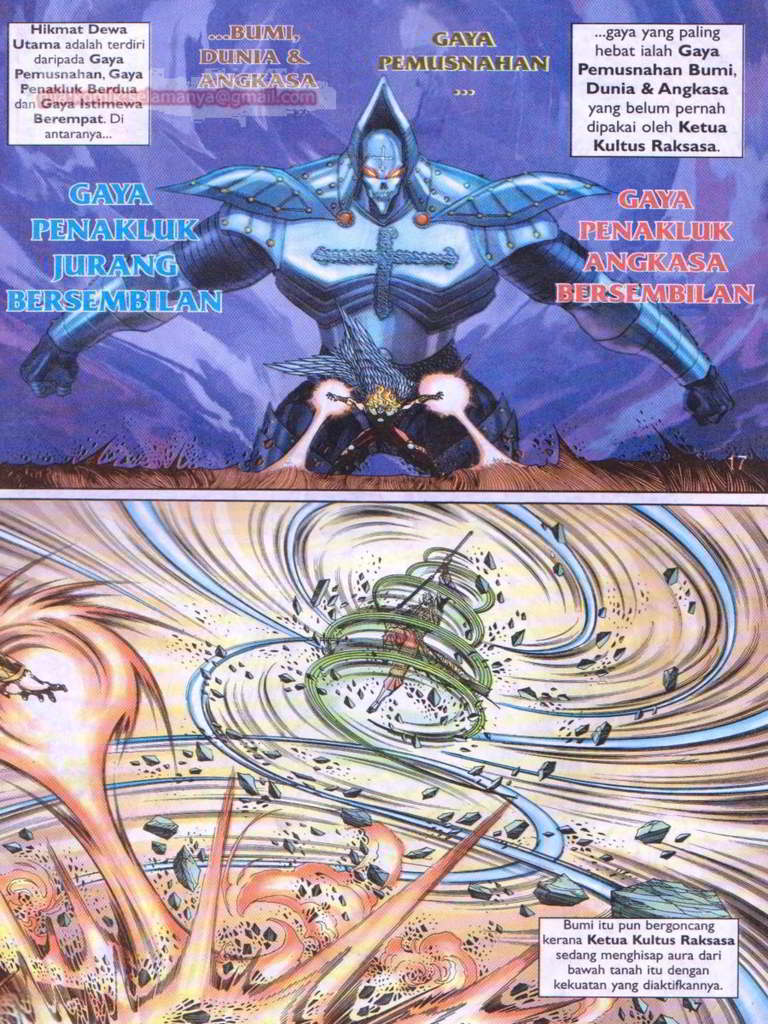 Hikmat Dewa
Utama adalah terdiri
daripada Gaya
Pemusnahan, Gaya
Penakluk Berdua
dan Gaya Istimewa
Berempat. Di
antaranya...
...BUMI,
DUNIA &
ANGKASA
GAYA
PEMUSNAHAN
...
...gaya yang paling
hebat ialah Gaya
Pemusnahan Bumi,
Dunia & Angkasa
yang belum pernah
dipakai oleh Ketua
Kultus Raksasa.
GAYA
PENAKLUK
JURANG
BERSEMBILAN
GAYA
PENAKLUK
ANGKASA
BERSEMBILAN
17
Bumi itu pun bergoncang
kerana Ketua Kultus Raksasa
sedang menghisap aura dari
bawah tanah itu dengan
kekuatan yang diaktifkannya.